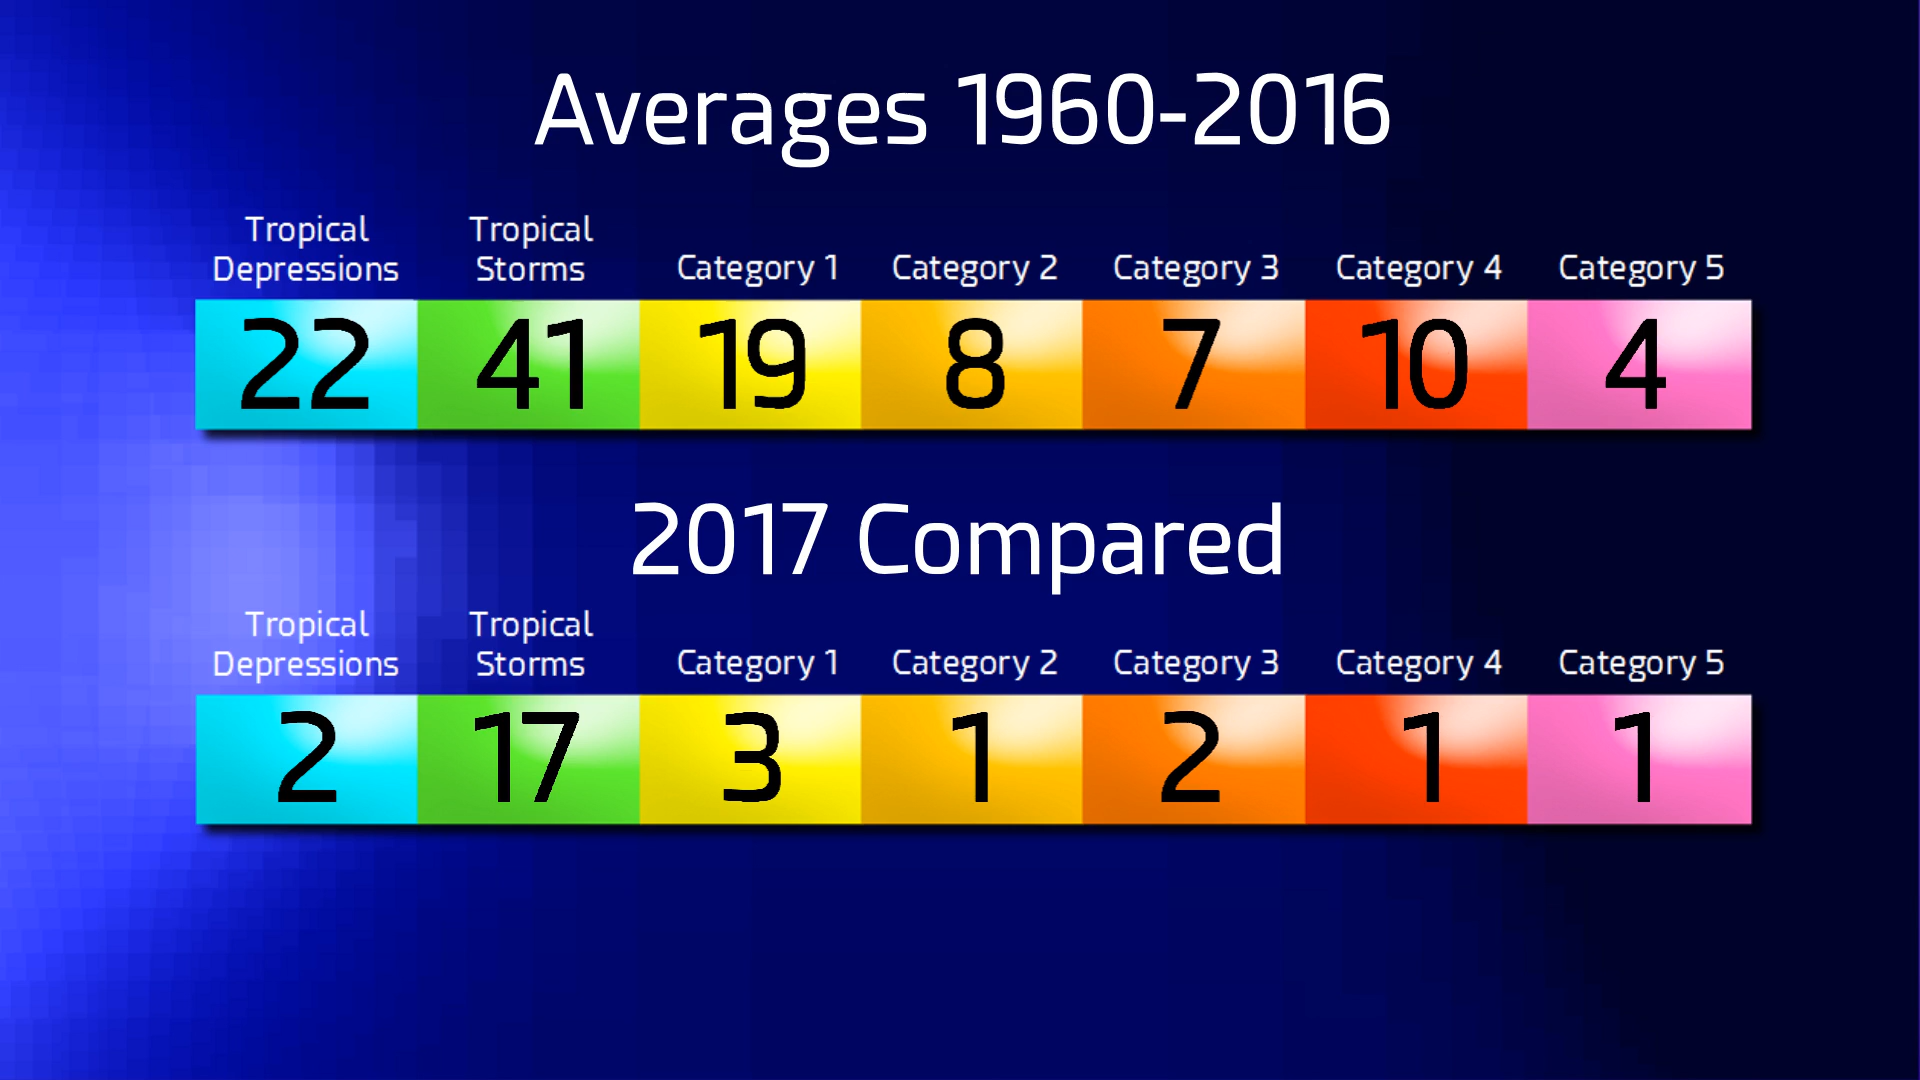 Averages 1960-2016
Tropical Depressions Tropical Storms Category 1 Category 2 Category 3 Category 4 Category 5
22 41 19 8 7 10 4
2017 Compared
Tropical Depressions Tropical Storms Category 1 Category 2 Category 3 Category 4 Category 5
2 17 3 1 2 1 1